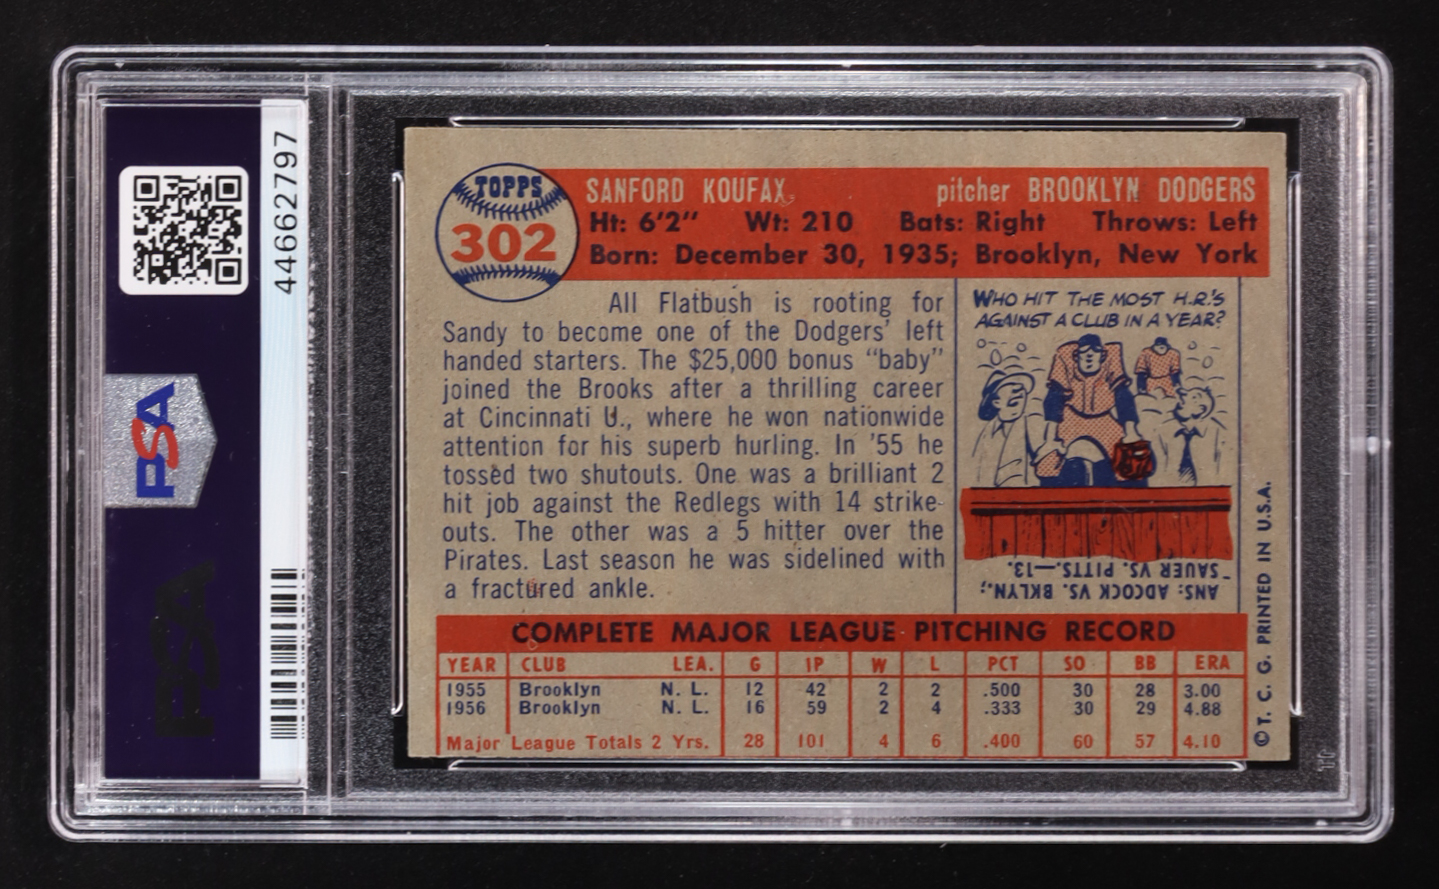 44662797
PSA
PSA
TOPPS
302
SANFORD KOUFAX pitcher BROOKLYN DODGERS
Ht: 6'2" Wt: 210 Bats: Right Throws: Left
Born: December 30, 1935; Brooklyn, New York
All Flatbush is rooting for
Sandy to become one of the Dodgers' left
handed starters. The $25,000 bonus "baby"
joined the Brooks after a thrilling career
at Cincinnati U., where he won nationwide
attention for his superb hurling. In '55 he
tossed two shutouts. One was a brilliant 2
hit job against the Redlegs with 14 strike-
outs. The other was a 5 hitter over the
Pirates. Last season he was sidelined with
a fractured ankle.
WHO HIT THE MOST H.R.'S
AGAINST A CLUB IN A YEAR?
ANS: ADCOCK VS. BKLYN.;
SAUER VS. PITTS.—13.
COMPLETE MAJOR LEAGUE PITCHING RECORD
YEAR CLUB LEA. G IP W L PCT SO BB ERA
1955 Brooklyn N. L. 12 42 2 2 .500 30 28 3.00
1956 Brooklyn N. L. 16 59 2 4 .333 30 29 4.88
Major League Totals 2 Yrs. 28 101 4 6 .400 60 57 4.10
© T. C. G. PRINTED IN U.S.A.